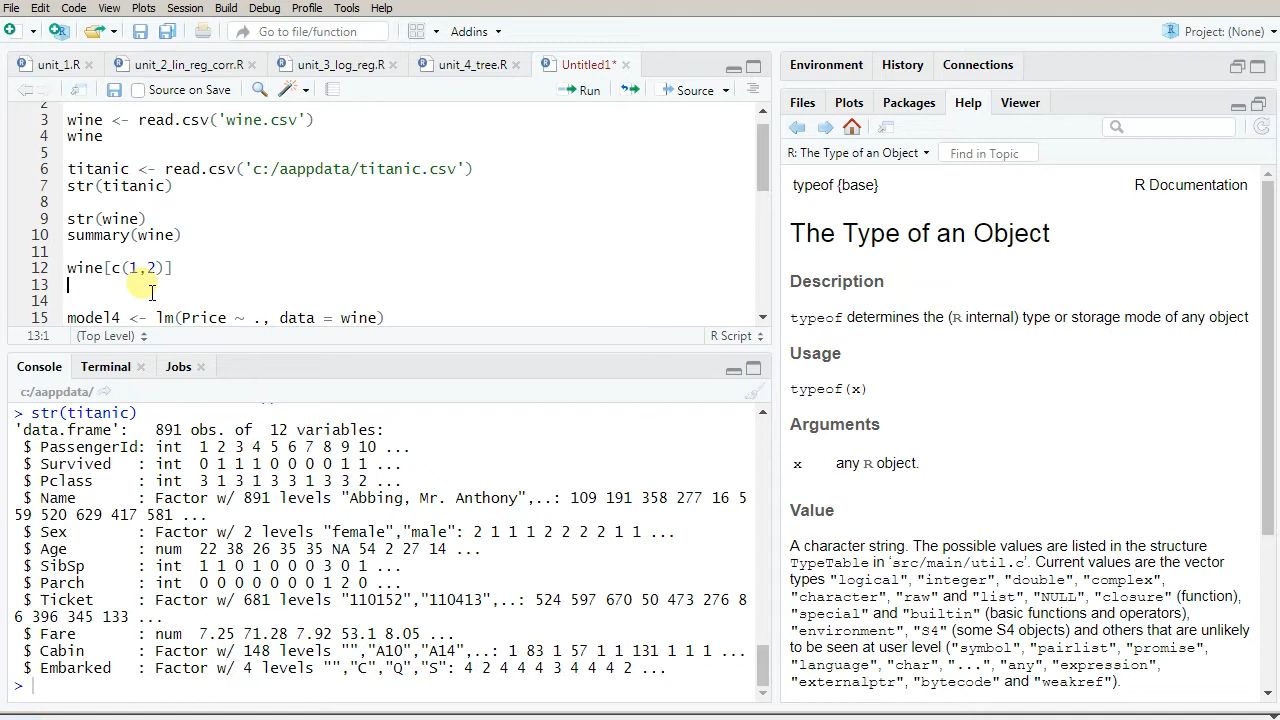 File Edit Code View Plots Session Build Debug Profile Tools Help
Go to file/function Addins Project: (None)
unit_1.R unit_2_lin_reg_corr.R unit_3_log_reg.R unit_4_tree.R Untitled1*
Source on Save Run Source
2
3 wine <- read.csv('wine.csv')
4 wine
5
6 titanic <- read.csv('c:/aappdata/titanic.csv')
7 str(titanic)
8
9 str(wine)
10 summary(wine)
11
12 wine[c(1,2)]
13
14
15 model4 <- lm(Price ~ ., data = wine)
13:1 (Top Level) R Script
Console Terminal Jobs
c:/aappdata/
> str(titanic)
'data.frame': 891 obs. of 12 variables:
$ PassengerId: int 1 2 3 4 5 6 7 8 9 10 ...
$ Survived : int 0 1 1 1 0 0 0 0 1 1 ...
$ Pclass : int 3 1 3 1 3 3 1 3 3 2 ...
$ Name : Factor w/ 891 levels "Abbing, Mr. Anthony",..: 109 191 358 277 16 5
59 520 629 417 581 ...
$ Sex : Factor w/ 2 levels "female","male": 2 1 1 1 2 2 2 2 1 1 ...
$ Age : num 22 38 26 35 35 NA 54 2 27 14 ...
$ SibSp : int 1 1 0 1 0 0 0 3 0 1 ...
$ Parch : int 0 0 0 0 0 0 0 1 2 0 ...
$ Ticket : Factor w/ 681 levels "110152","110413",..: 524 597 670 50 473 276 8
6 396 345 133 ...
$ Fare : num 7.25 71.28 7.92 53.1 8.05 ...
$ Cabin : Factor w/ 148 levels "","A10","A14",..: 1 83 1 57 1 1 131 1 1 1 ...
$ Embarked : Factor w/ 4 levels "","C","Q","S": 4 2 4 4 4 3 4 4 4 2 ...
>
Environment History Connections
Files Plots Packages Help Viewer
R: The Type of an Object Find in Topic
typeof {base} R Documentation
The Type of an Object
Description
typeof determines the (R internal) type or storage mode of any object
Usage
typeof(x)
Arguments
x any R object.
Value
A character string. The possible values are listed in the structure
TypeTable in ‘src/main/util.c’. Current values are the vector
types "logical", "integer", "double", "complex",
"character", "raw" and "list", "NULL", "closure" (function),
"special" and "builtin" (basic functions and operators),
"environment", "S4" (some S4 objects) and others that are unlikely
to be seen at user level ("symbol", "pairlist", "promise",
"language", "char", "...", "any", "expression",
"externalptr", "bytecode" and "weakref").